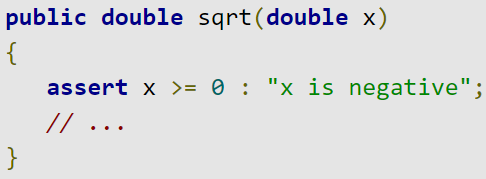 public double sqrt(double x)
{
   assert x >= 0 : "x is negative";
   // ...
}